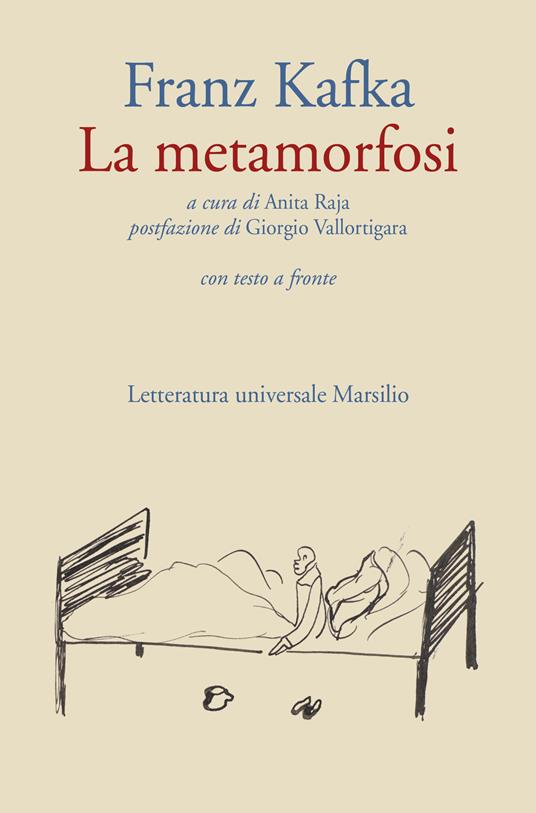 Franz Kafka
La metamorfosi
a cura di Anita Raja
postfazione di Giorgio Vallortigara
con testo a fronte
Letteratura universale Marsilio